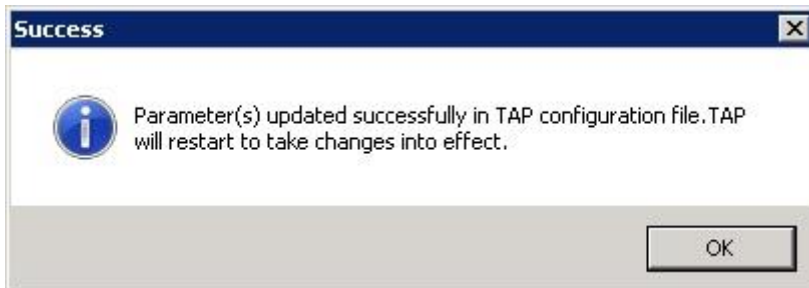 Success
Parameter(s) updated successfully in TAP configuration file.TAP
will restart to take changes into effect.
OK